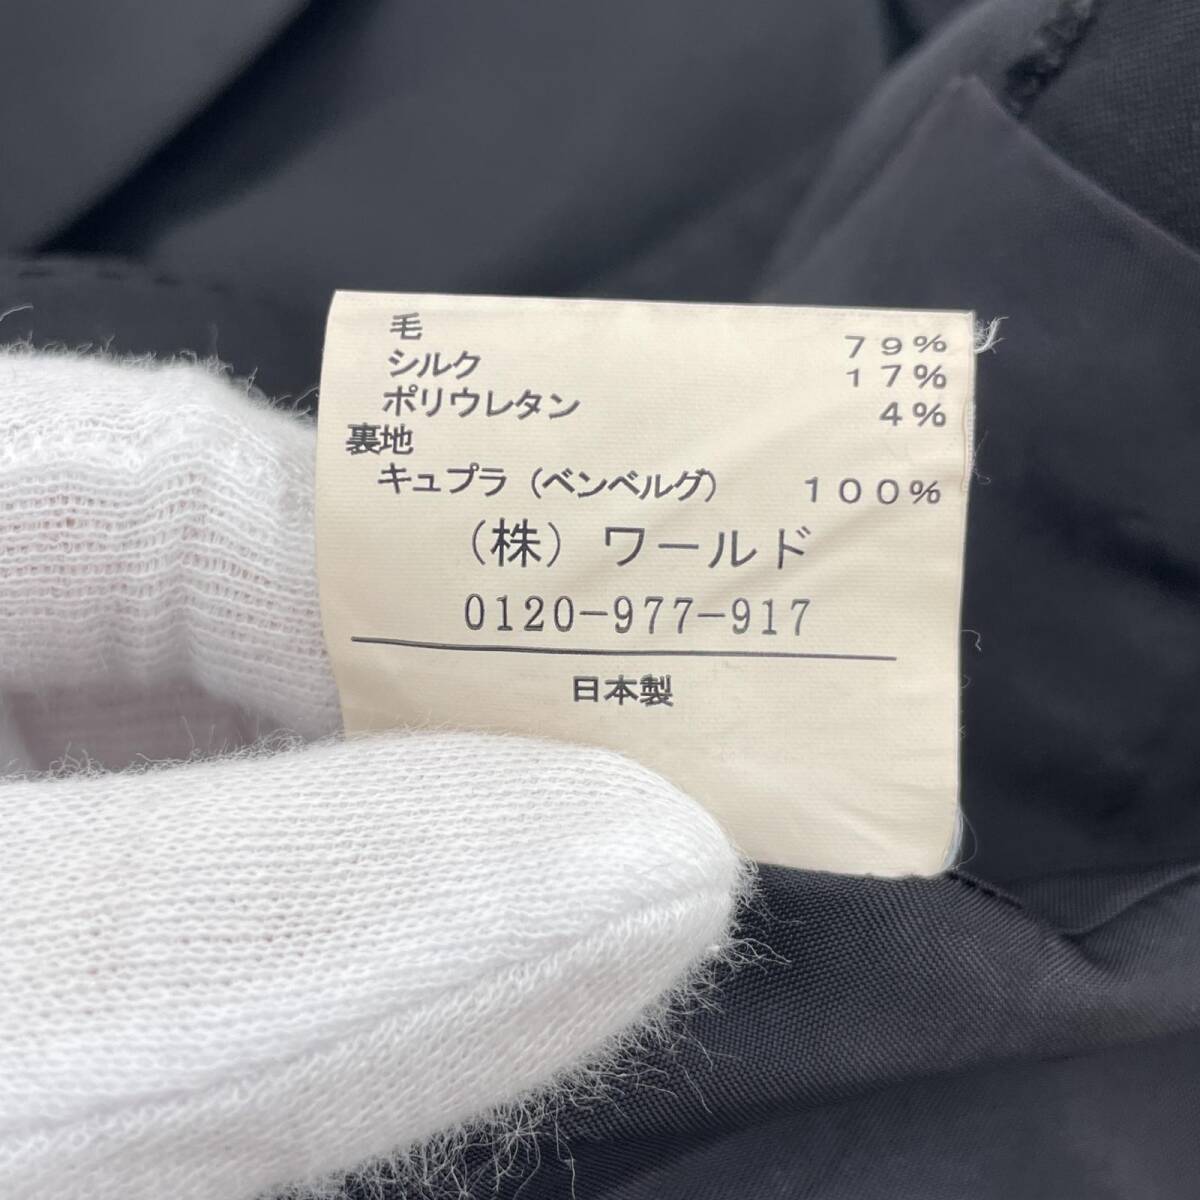 毛 79%
シルク 17%
ポリウレタン 4%
裏地
キュプラ（ベンベルグ） 100%
（株）ワールド
0120-977-917
日本製